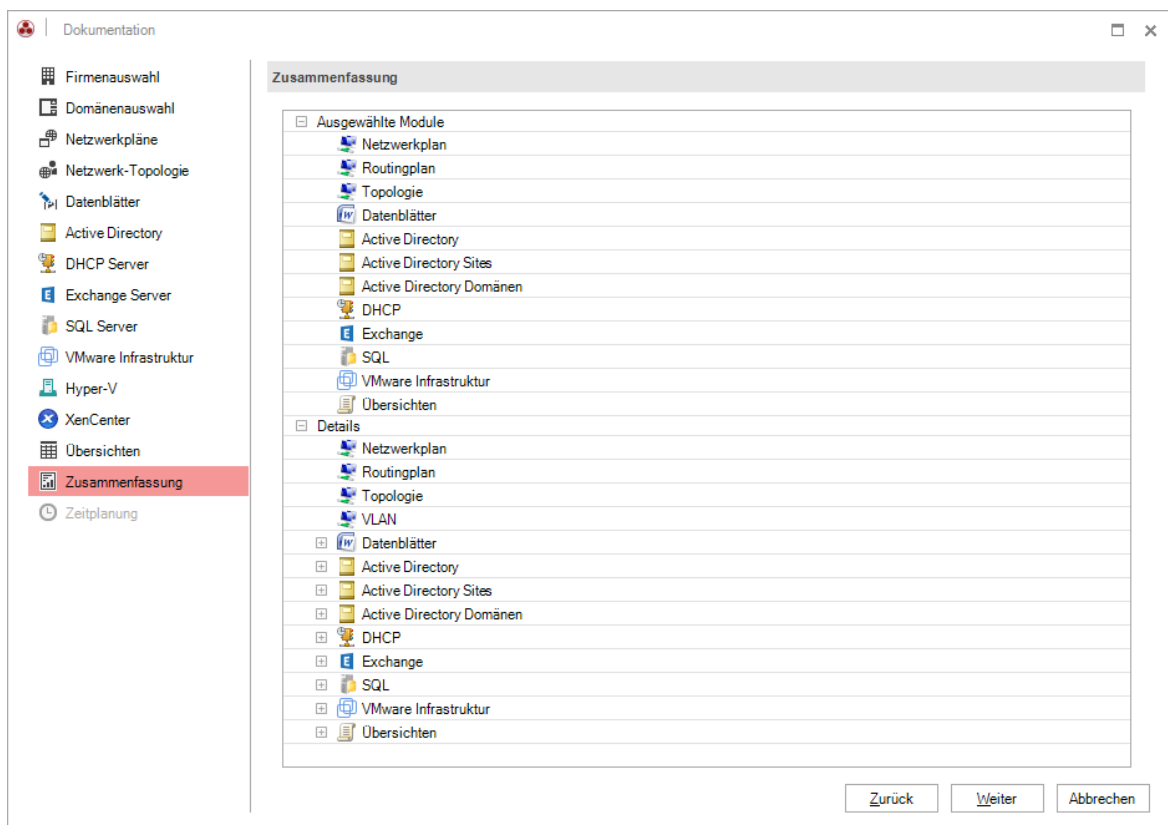 Dokumentation
Firmenauswahl
Domänenauswahl
Netzwerkpläne
Netzwerk-Topologie
Datenblätter
Active Directory
DHCP Server
Exchange Server
SQL Server
VMware Infrastruktur
Hyper-V
XenCenter
Übersichten
Zusammenfassung
Zeitplanung
Zusammenfassung
Ausgewählte Module
Netzwerkplan
Routingplan
Topologie
Datenblätter
Active Directory
Active Directory Sites
Active Directory Domänen
DHCP
Exchange
SQL
VMware Infrastruktur
Übersichten
Details
Netzwerkplan
Routingplan
Topologie
VLAN
Datenblätter
Active Directory
Active Directory Sites
Active Directory Domänen
DHCP
Exchange
SQL
VMware Infrastruktur
Übersichten
Zurück Weiter Abbrechen